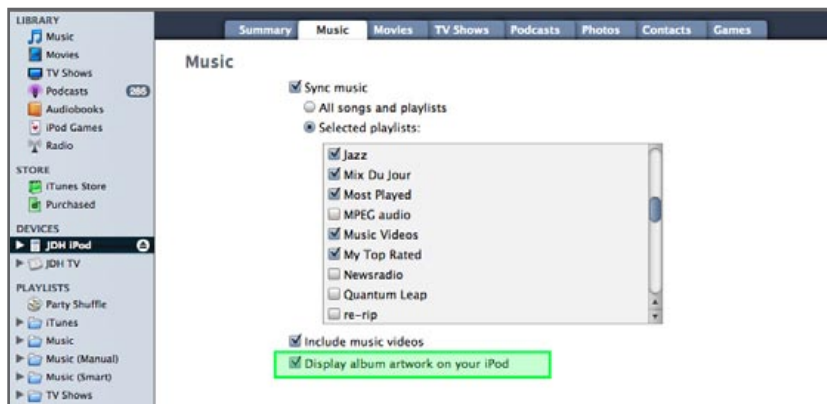 LIBRARY
Music
Movies
TV Shows
Podcasts 285
Audiobooks
iPod Games
Radio
STORE
iTunes Store
Purchased
DEVICES
JDH iPod
JDH TV
PLAYLISTS
Party Shuffle
iTunes
Music
Music (Manual)
Music (Smart)
TV Shows
Summary Music Movies TV Shows Podcasts Photos Contacts Games
Music
Sync music
All songs and playlists
Selected playlists:
Jazz
Mix Du Jour
Most Played
MPEG audio
Music Videos
My Top Rated
Newsradio
Quantum Leap
re-rip
Include music videos
Display album artwork on your iPod